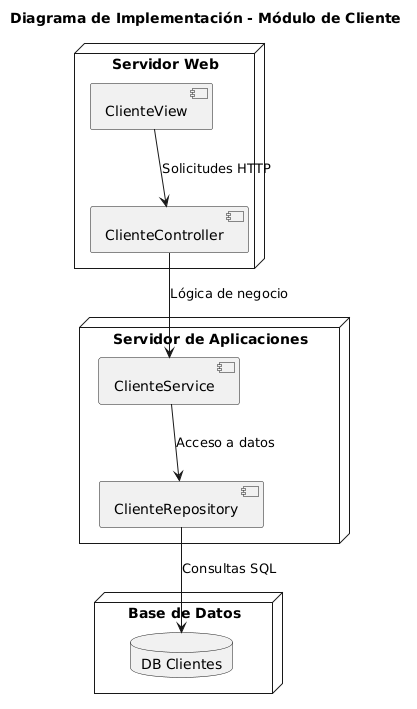 Diagrama de Implementación - Módulo de Cliente
Servidor Web
ClienteView
Solicitudes HTTP
ClienteController
Lógica de negocio
Servidor de Aplicaciones
ClienteService
Acceso a datos
ClienteRepository
Consultas SQL
Base de Datos
DB Clientes